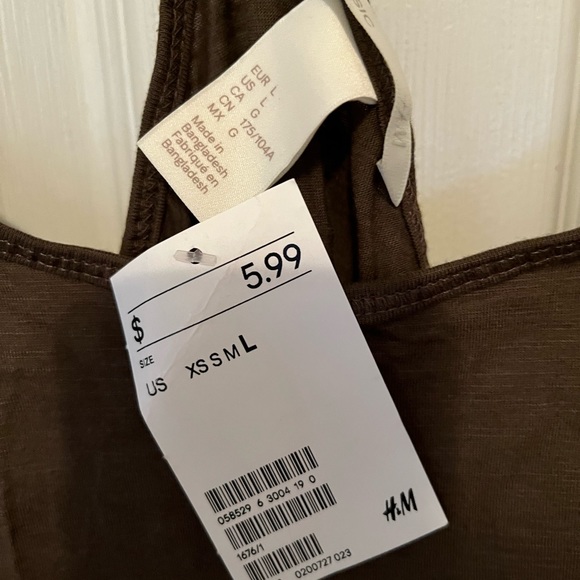 EUR L
US L
CA G
CN 175/104A
MX G
Made in
Bangladesh
Fabriqué en
Bangladesh
$ 5.99
SIZE
US XS S M L
058529 6 3004 19 0
1676/1
0200727 023
H&M